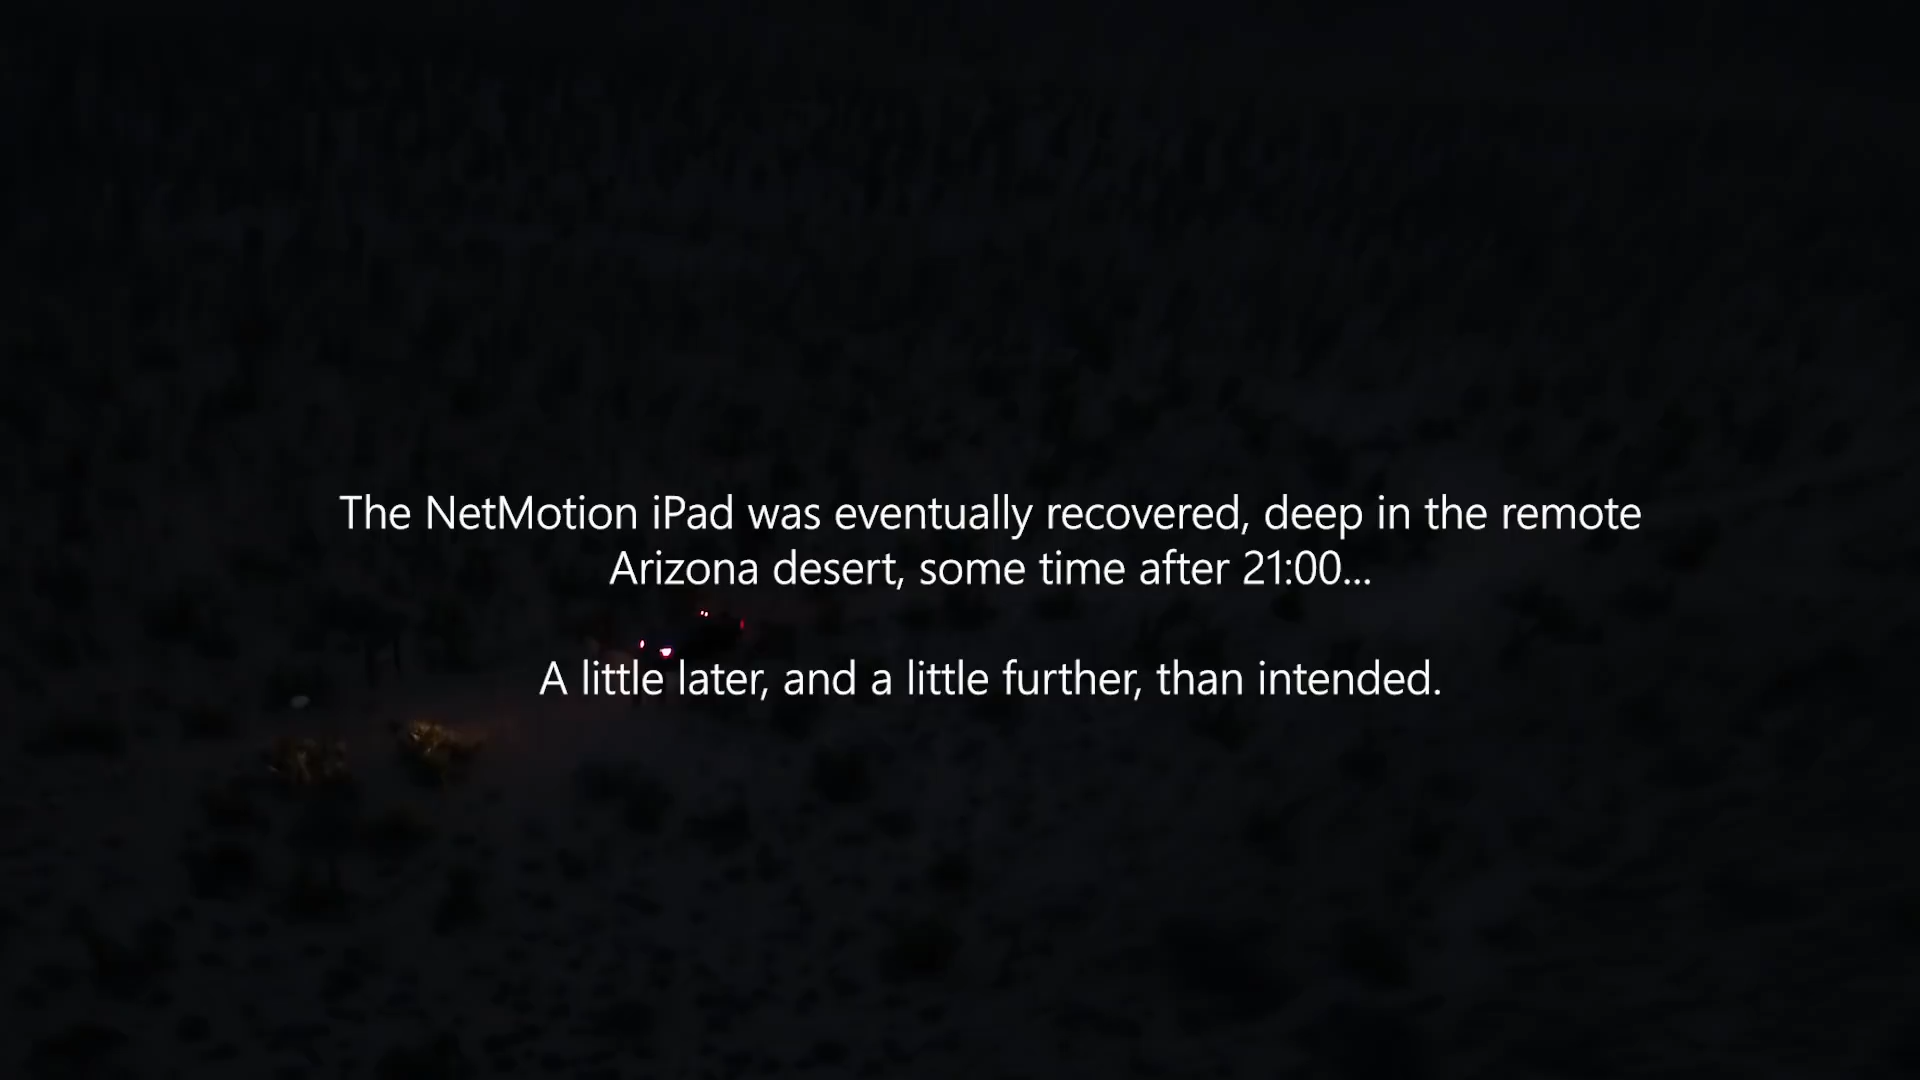 The NetMotion iPad was eventually recovered, deep in the remote
Arizona desert, some time after 21:00...
A little later, and a little further, than intended.